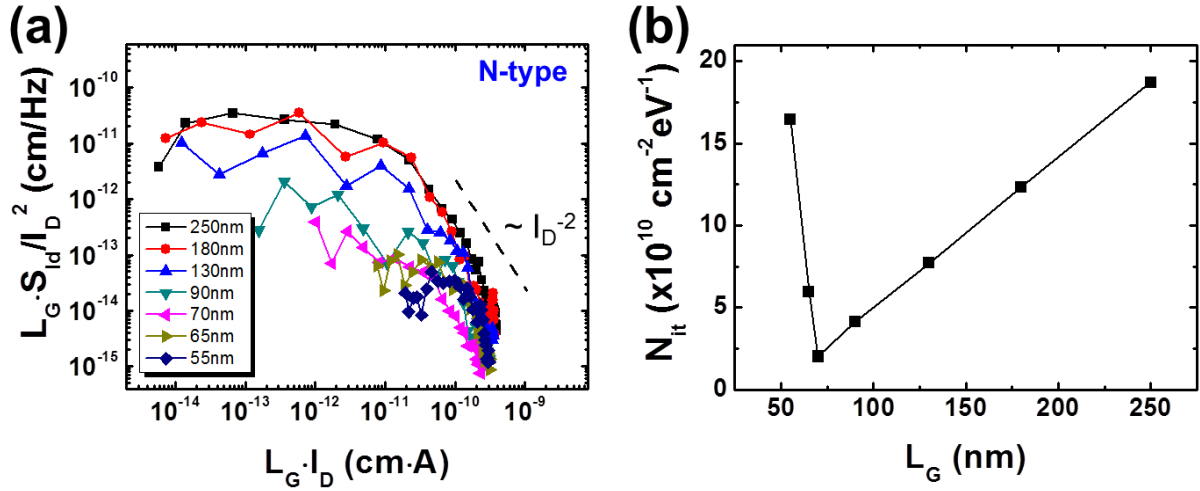 (a)
N-type
L_G·S_Id/I_D^2 (cm/Hz)
10^-10
10^-11
10^-12
10^-13
10^-14
10^-15
250nm
180nm
130nm
90nm
70nm
65nm
55nm
~ I_D^-2
10^-14 10^-13 10^-12 10^-11 10^-10 10^-9
L_G·I_D (cm·A)
(b)
N_it (x10^10 cm^-2eV^-1)
20
15
10
5
0
50 100 150 200 250
L_G (nm)